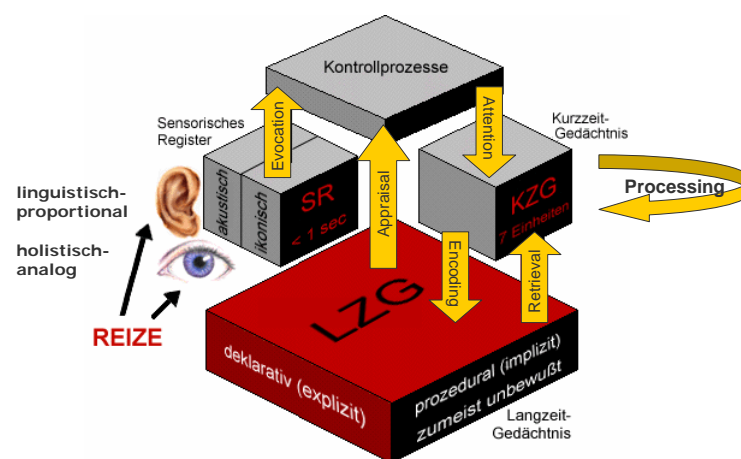 Kontrollprozesse
Sensorisches
Register
Evocation
Attention
Kurzzeit-
Gedächtnis
akustisch
ikonisch
SR
< 1 sec
Appraisal
KZG
7 Einheiten
Processing
linguistisch-
proportional
holistisch-
analog
REIZE
Encoding
Retrieval
LZG
deklarativ (explizit)
prozedural (implizit)
zumeist unbewußt
Langzeit-
Gedächtnis